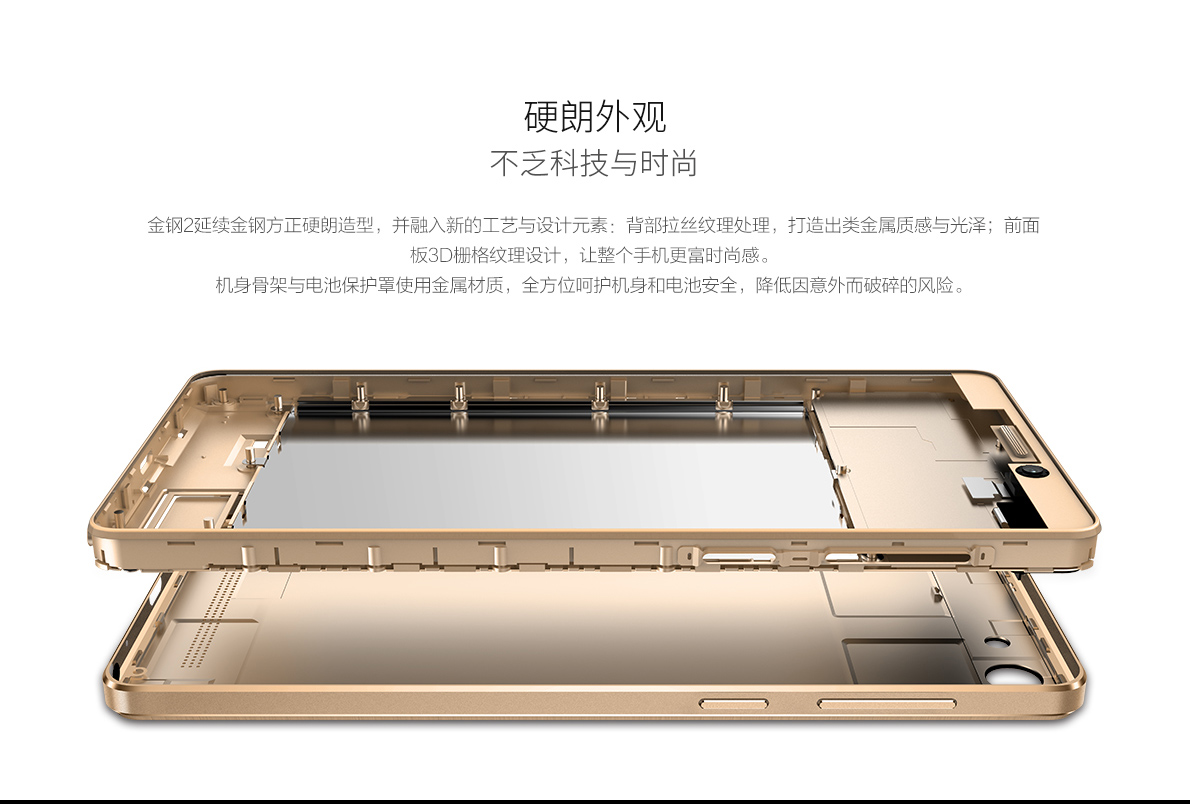 硬朗外观
不乏科技与时尚
金钢2延续金钢方正硬朗造型，并融入新的工艺与设计元素：背部拉丝纹理处理，打造出类金属质感与光泽；前面
板3D栅格纹理设计，让整个手机更富时尚感。
机身骨架与电池保护罩使用金属材质，全方位呵护机身和电池安全，降低因意外而破碎的风险。